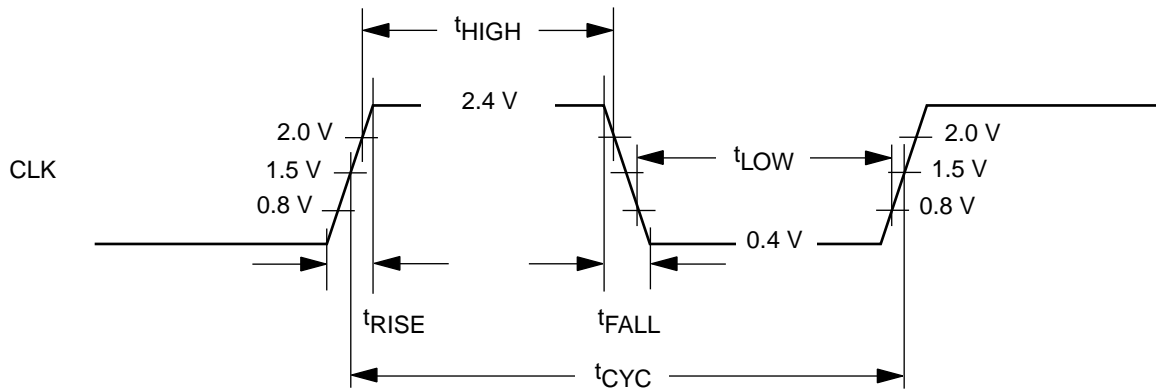 tHIGH
2.4 V
2.0 V
2.0 V
CLK
1.5 V
tLOW
1.5 V
0.8 V
0.8 V
0.4 V
tRISE
tFALL
tCYC